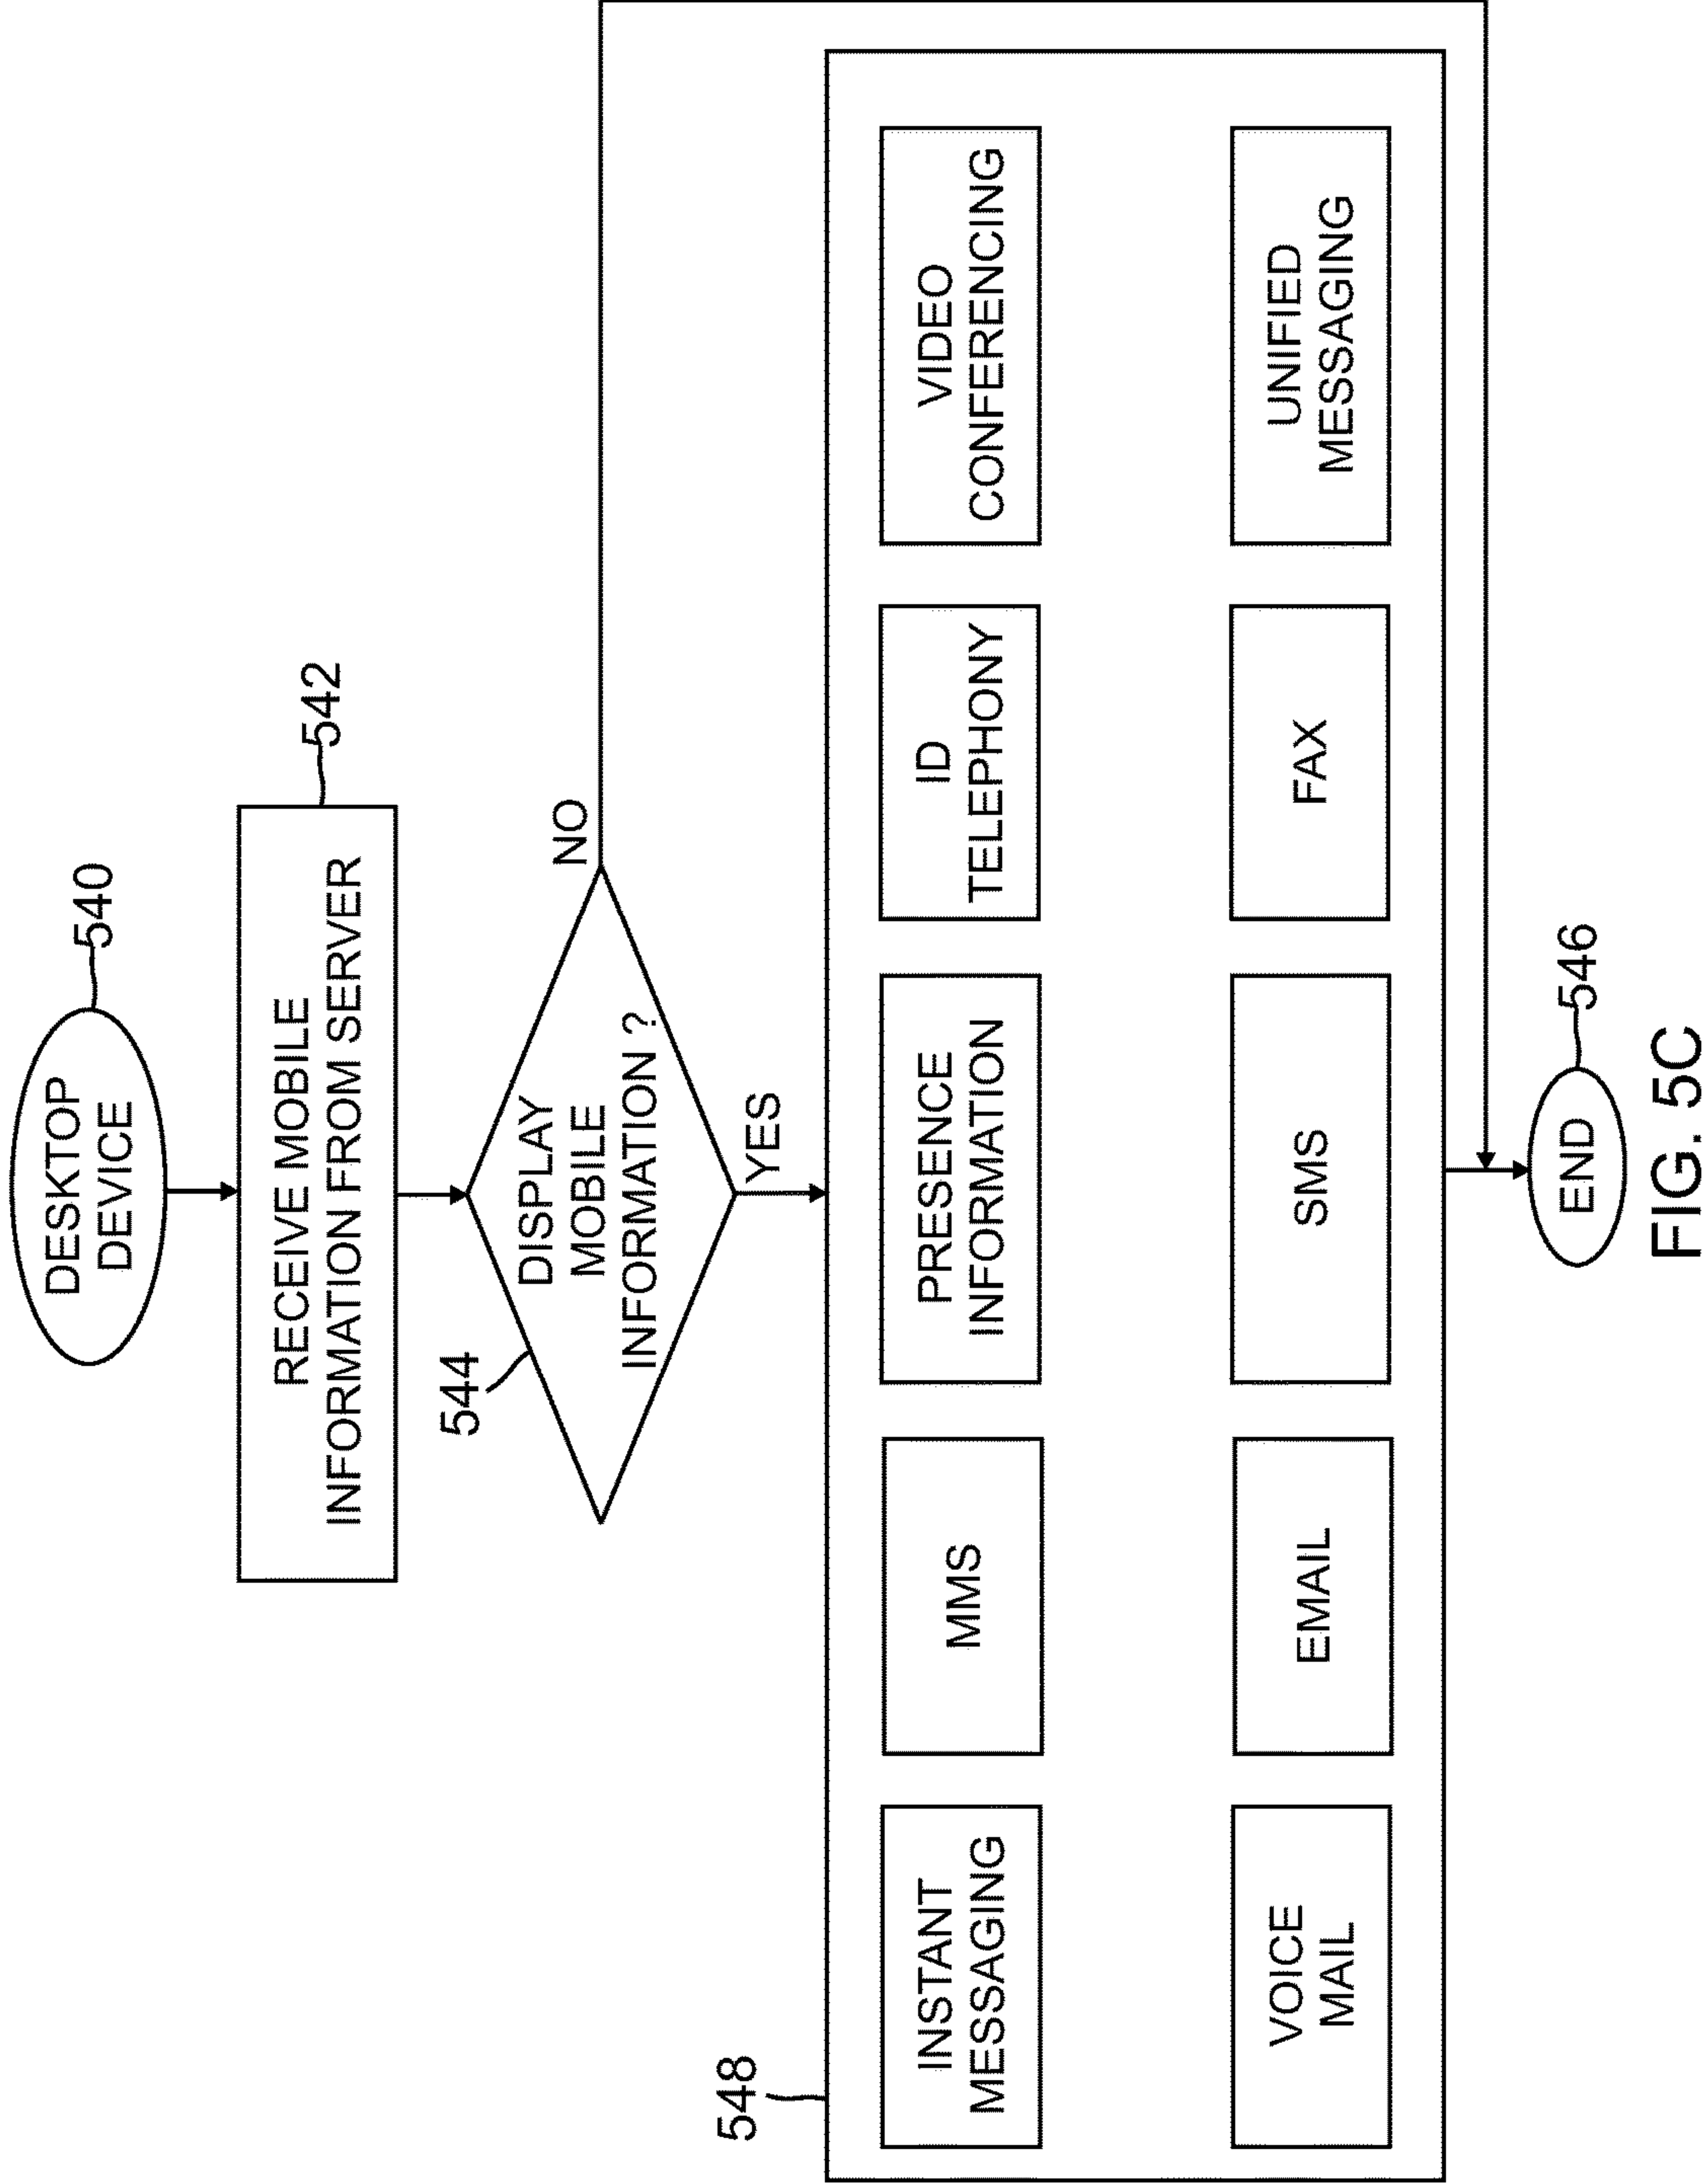 DESKTOP
DEVICE
540
RECEIVE MOBILE
INFORMATION FROM SERVER
542
544
DISPLAY
MOBILE
INFORMATION ?
NO
YES
548
INSTANT
MESSAGING
MMS
PRESENCE
INFORMATION
ID
TELEPHONY
VIDEO
CONFERENCING
VOICE
MAIL
EMAIL
SMS
FAX
UNIFIED
MESSAGING
END
546
FIG. 5C